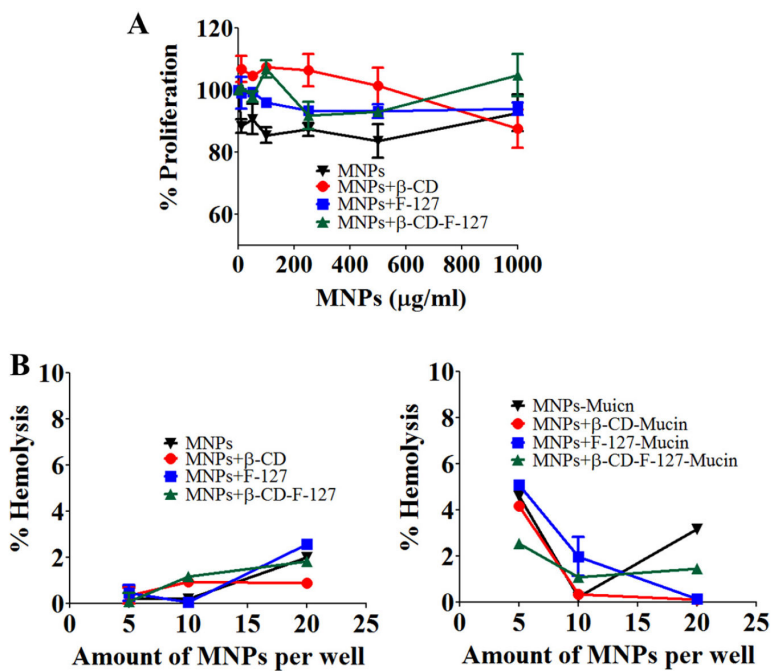 A
120
100
80
60
% Proliferation
MNPs
MNPs+β-CD
MNPs+F-127
MNPs+β-CD-F-127
0 200 400 600 800 1000
MNPs (μg/ml)
B
10
8
6
4
2
0
% Hemolysis
MNPs
MNPs+β-CD
MNPs+F-127
MNPs+β-CD-F-127
0 5 10 15 20 25
Amount of MNPs per well
10
8
6
4
2
0
% Hemolysis
MNPs-Muicn
MNPs+β-CD-Mucin
MNPs+F-127-Mucin
MNPs+β-CD-F-127-Mucin
0 5 10 15 20 25
Amount of MNPs per well